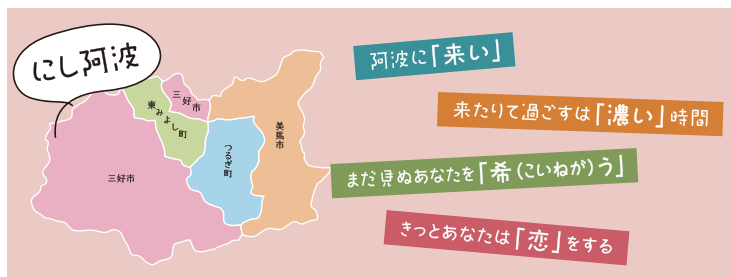 にし阿波
三好市
東みよし町
三好市
つるぎ町
美馬市
阿波に「来い」
来たりて過ごすは「濃い」時間
まだ見ぬあなたを「希(こいねが)う」
きっとあなたは「恋」をする